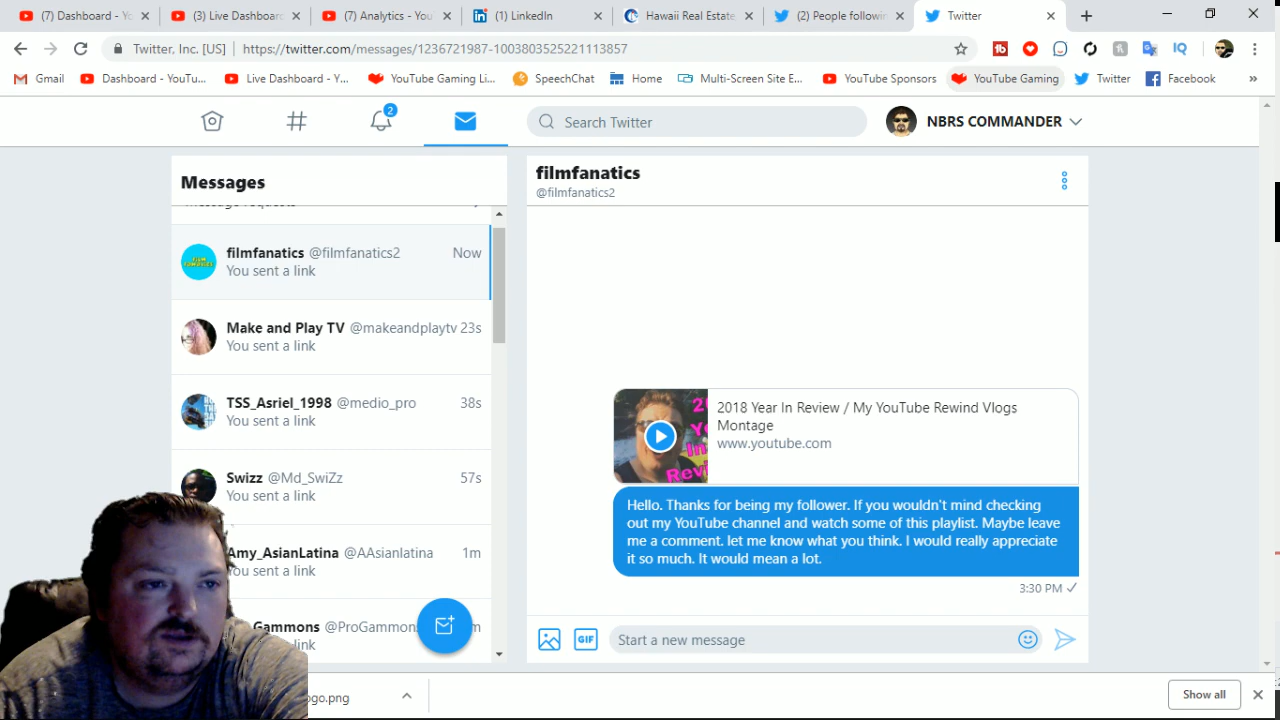 (7) Dashboard - Yo
(3) Live Dashboard
(7) Analytics - You
(1) LinkedIn
Hawaii Real Estate
(2) People followin
Twitter
Twitter, Inc. [US]
https://twitter.com/messages/1236721987-1003803525221113857
Gmail
Dashboard - YouTu...
Live Dashboard - Y...
YouTube Gaming Li...
SpeechChat
Home
Multi-Screen Site E...
YouTube Sponsors
YouTube Gaming
Twitter
Facebook
»
2
Search Twitter
NBRS COMMANDER
Messages
filmfanatics @filmfanatics2 Now
You sent a link
Make and Play TV @makeandplaytv 23s
You sent a link
TSS_Asriel_1998 @medio_pro 38s
You sent a link
Swizz @Md_SwiZz 57s
You sent a link
Amy_AsianLatina @AAsianlatina 1m
You sent a link
Gammons @ProGammon
link
filmfanatics
@filmfanatics2
2018 Year In Review / My YouTube Rewind Vlogs
Montage
www.youtube.com
Hello. Thanks for being my follower. If you wouldn't mind checking
out my YouTube channel and watch some of this playlist. Maybe leave
me a comment. let me know what you think. I would really appreciate
it so much. It would mean a lot.
3:30 PM
GIF
Start a new message
ogo.png
Show all